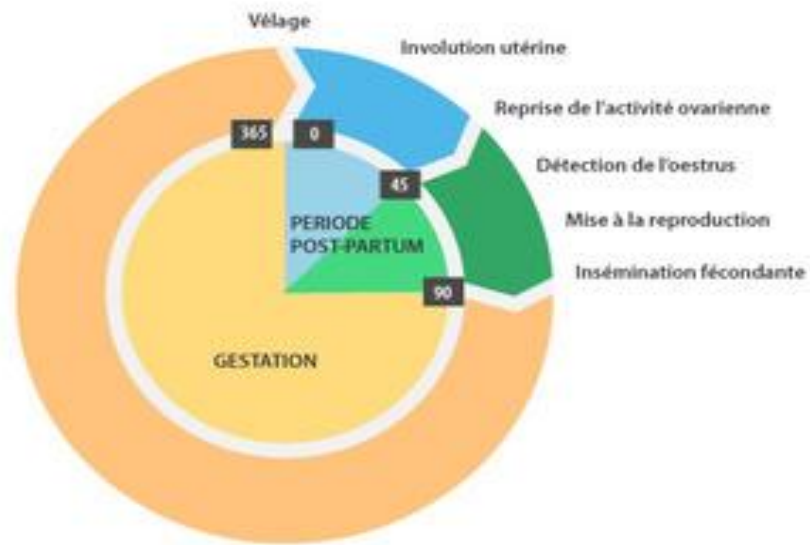 Vêlage
Involution utérine
Reprise de l'activité ovarienne
365
0
Détection de l'oestrus
45
Mise à la reproduction
PERIODE
POST-PARTUM
Insémination fécondante
90
GESTATION